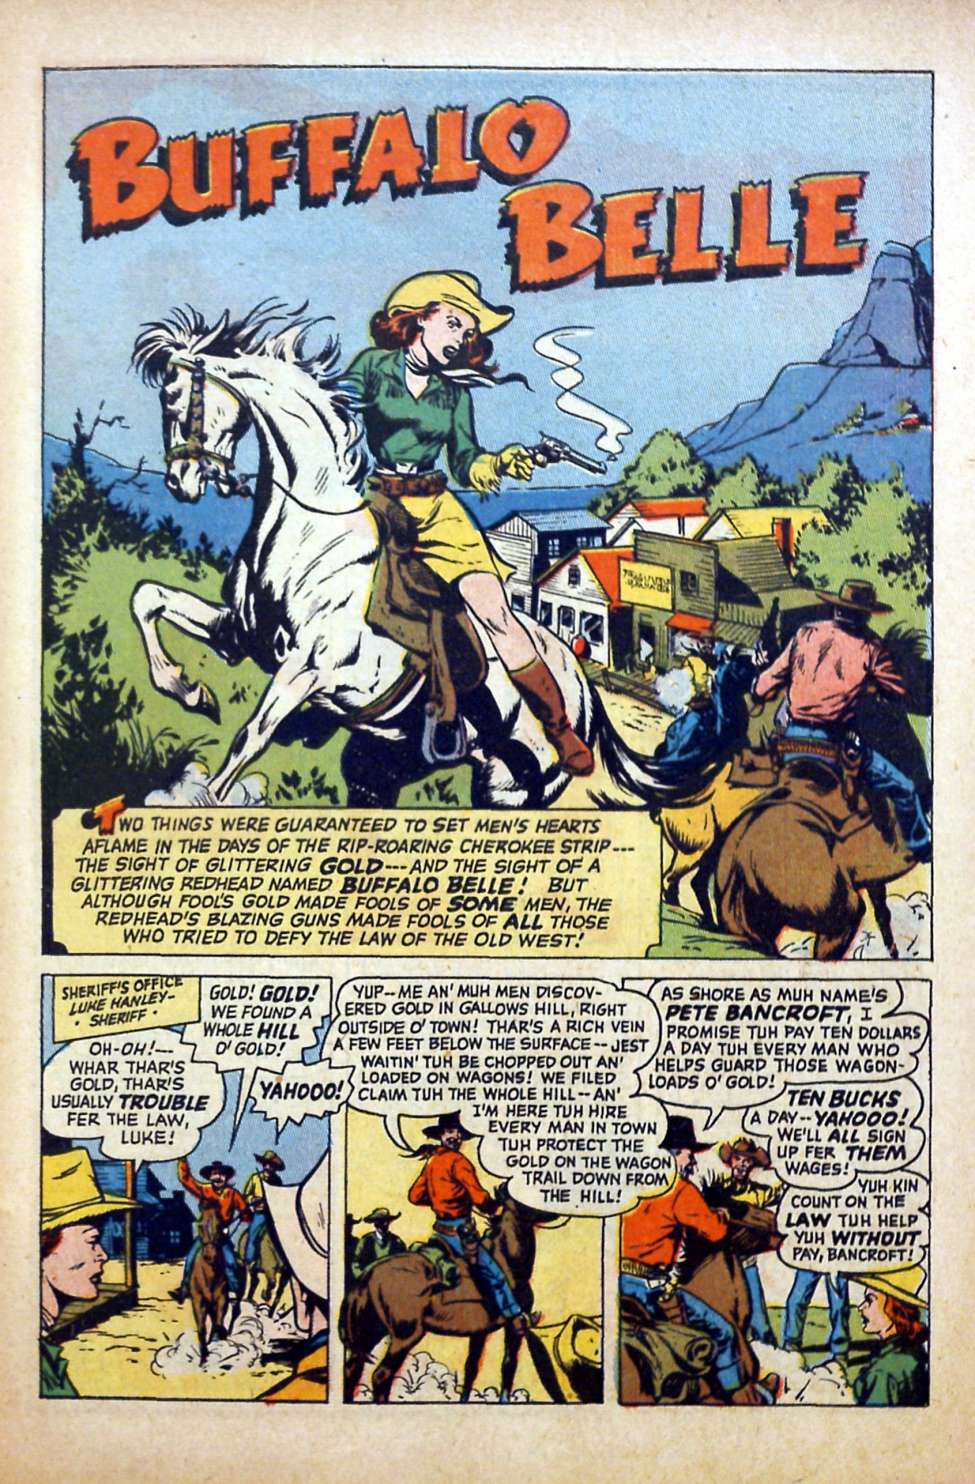 BUFFALO
BELLE
TWO THINGS WERE GUARANTEED TO SET MEN'S HEARTS
AFLAME IN THE DAYS OF THE RIP-ROARING CHEROKEE STRIP---
THE SIGHT OF GLITTERING GOLD---AND THE SIGHT OF A
GLITTERING REDHEAD NAMED BUFFALO BELLE! BUT
ALTHOUGH FOOL'S GOLD MADE FOOLS OF SOME MEN, THE
REDHEAD'S BLAZING GUNS MADE FOOLS OF ALL THOSE
WHO TRIED TO DEFY THE LAW OF THE OLD WEST!
SHERIFF'S OFFICE
LUKE HANLEY-
• SHERIFF •
OH-OH!--
WHAR THAR'S
GOLD, THAR'S
USUALLY TROUBLE
FER THE LAW,
LUKE!
GOLD! GOLD!
WE FOUND A
WHOLE HILL
O' GOLD!
YAHOOO!
YUP--ME AN' MUH MEN DISCOV-
ERED GOLD IN GALLOWS HILL, RIGHT
OUTSIDE O' TOWN! THAR'S A RICH VEIN
A FEW FEET BELOW THE SURFACE--JEST
WAITIN' TUH BE CHOPPED OUT AN'
LOADED ON WAGONS! WE FILED
CLAIM TUH THE WHOLE HILL--AN'
I'M HERE TUH HIRE
EVERY MAN IN TOWN
TUH PROTECT THE
GOLD ON THE WAGON
TRAIL DOWN FROM
THE HILL!
AS SHORE AS MUH NAME'S
PETE BANCROFT, I
PROMISE TUH PAY TEN DOLLARS
A DAY TUH EVERY MAN WHO
HELPS GUARD THOSE WAGON-
LOADS O' GOLD!
TEN BUCKS
A DAY--YAHOOO!
WE'LL ALL SIGN
UP FER THEM
WAGES!
YUH KIN
COUNT ON THE
LAW TUH HELP
YUH WITHOUT
PAY, BANCROFT!